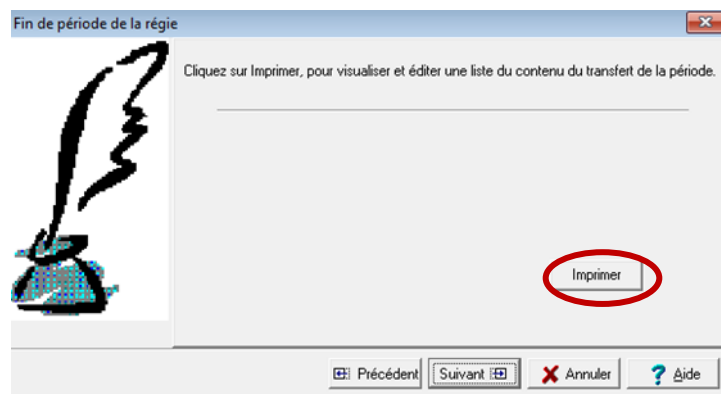 Fin de période de la régie
Cliquez sur Imprimer, pour visualiser et éditer une liste du contenu du transfert de la période.
Imprimer
Précédent Suivant Annuler Aide